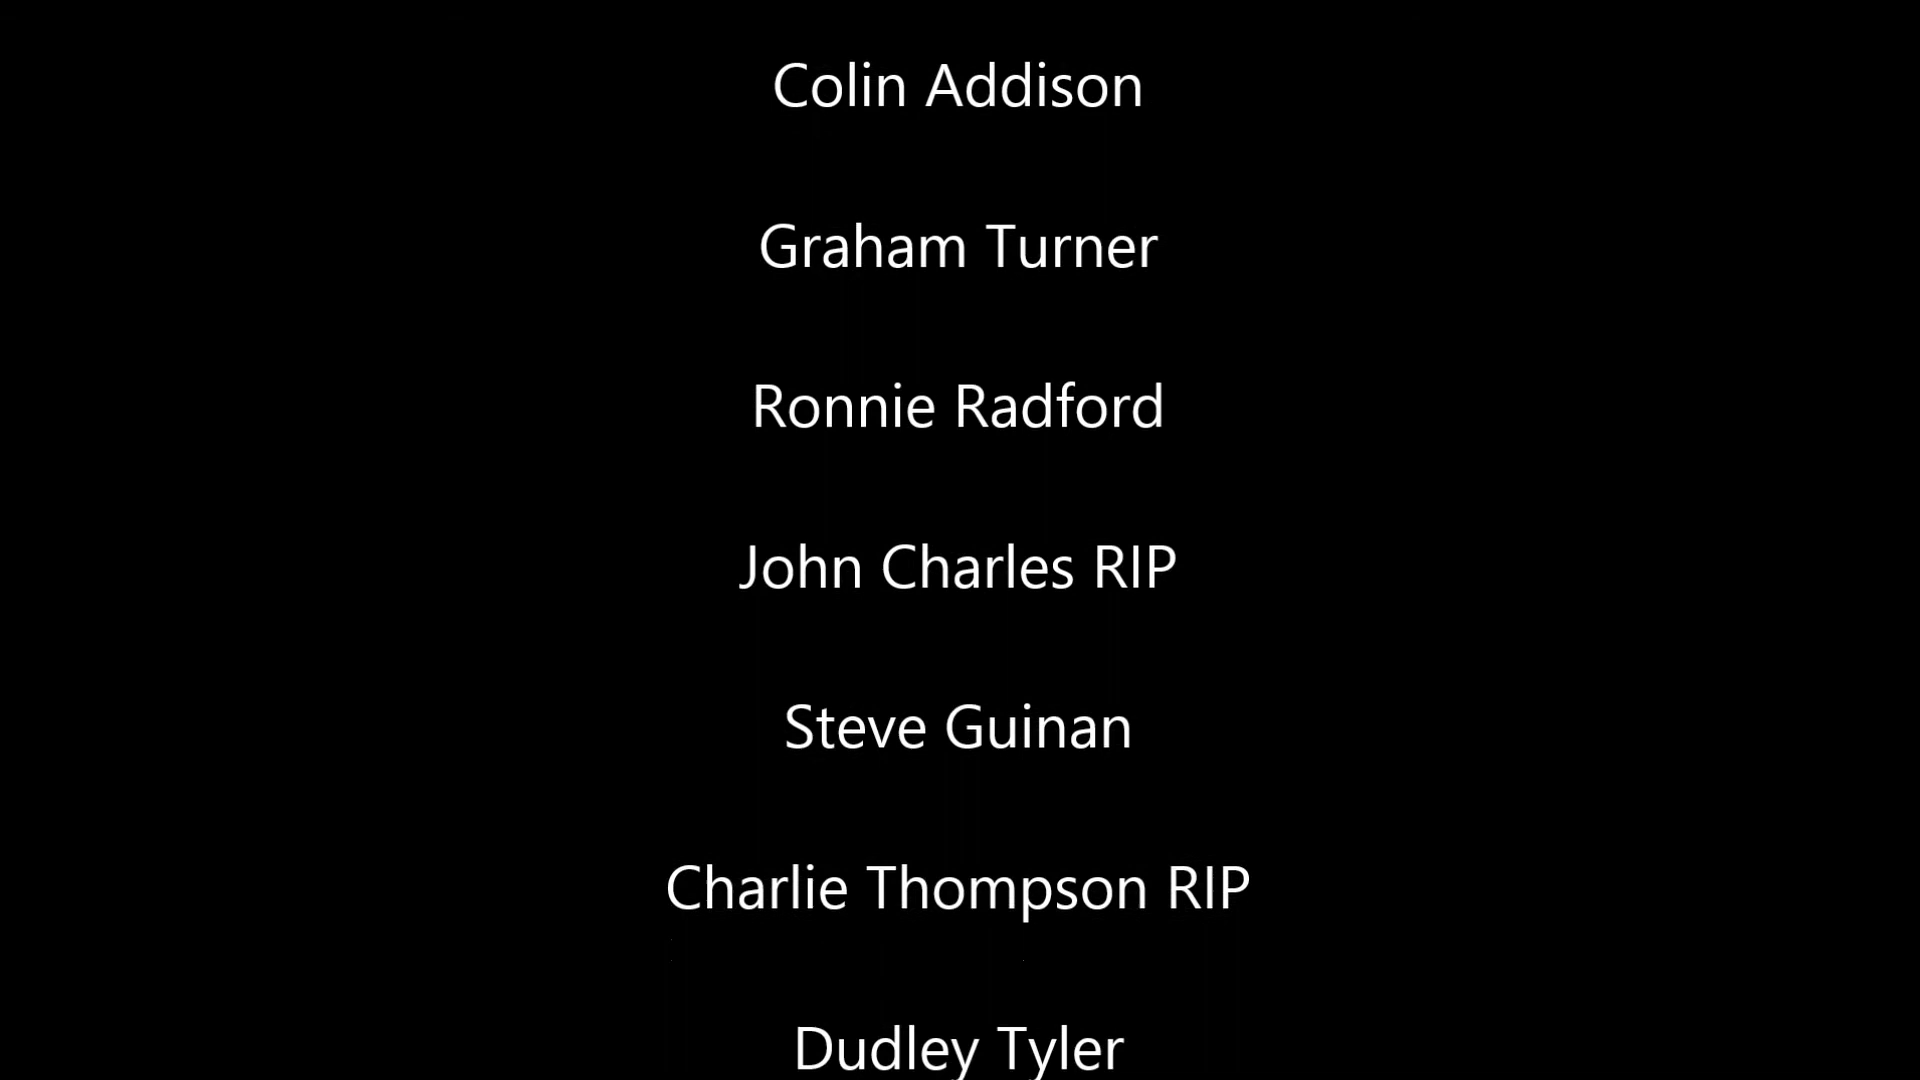 Colin Addison
Graham Turner
Ronnie Radford
John Charles RIP
Steve Guinan
Charlie Thompson RIP
Dudley Tyler